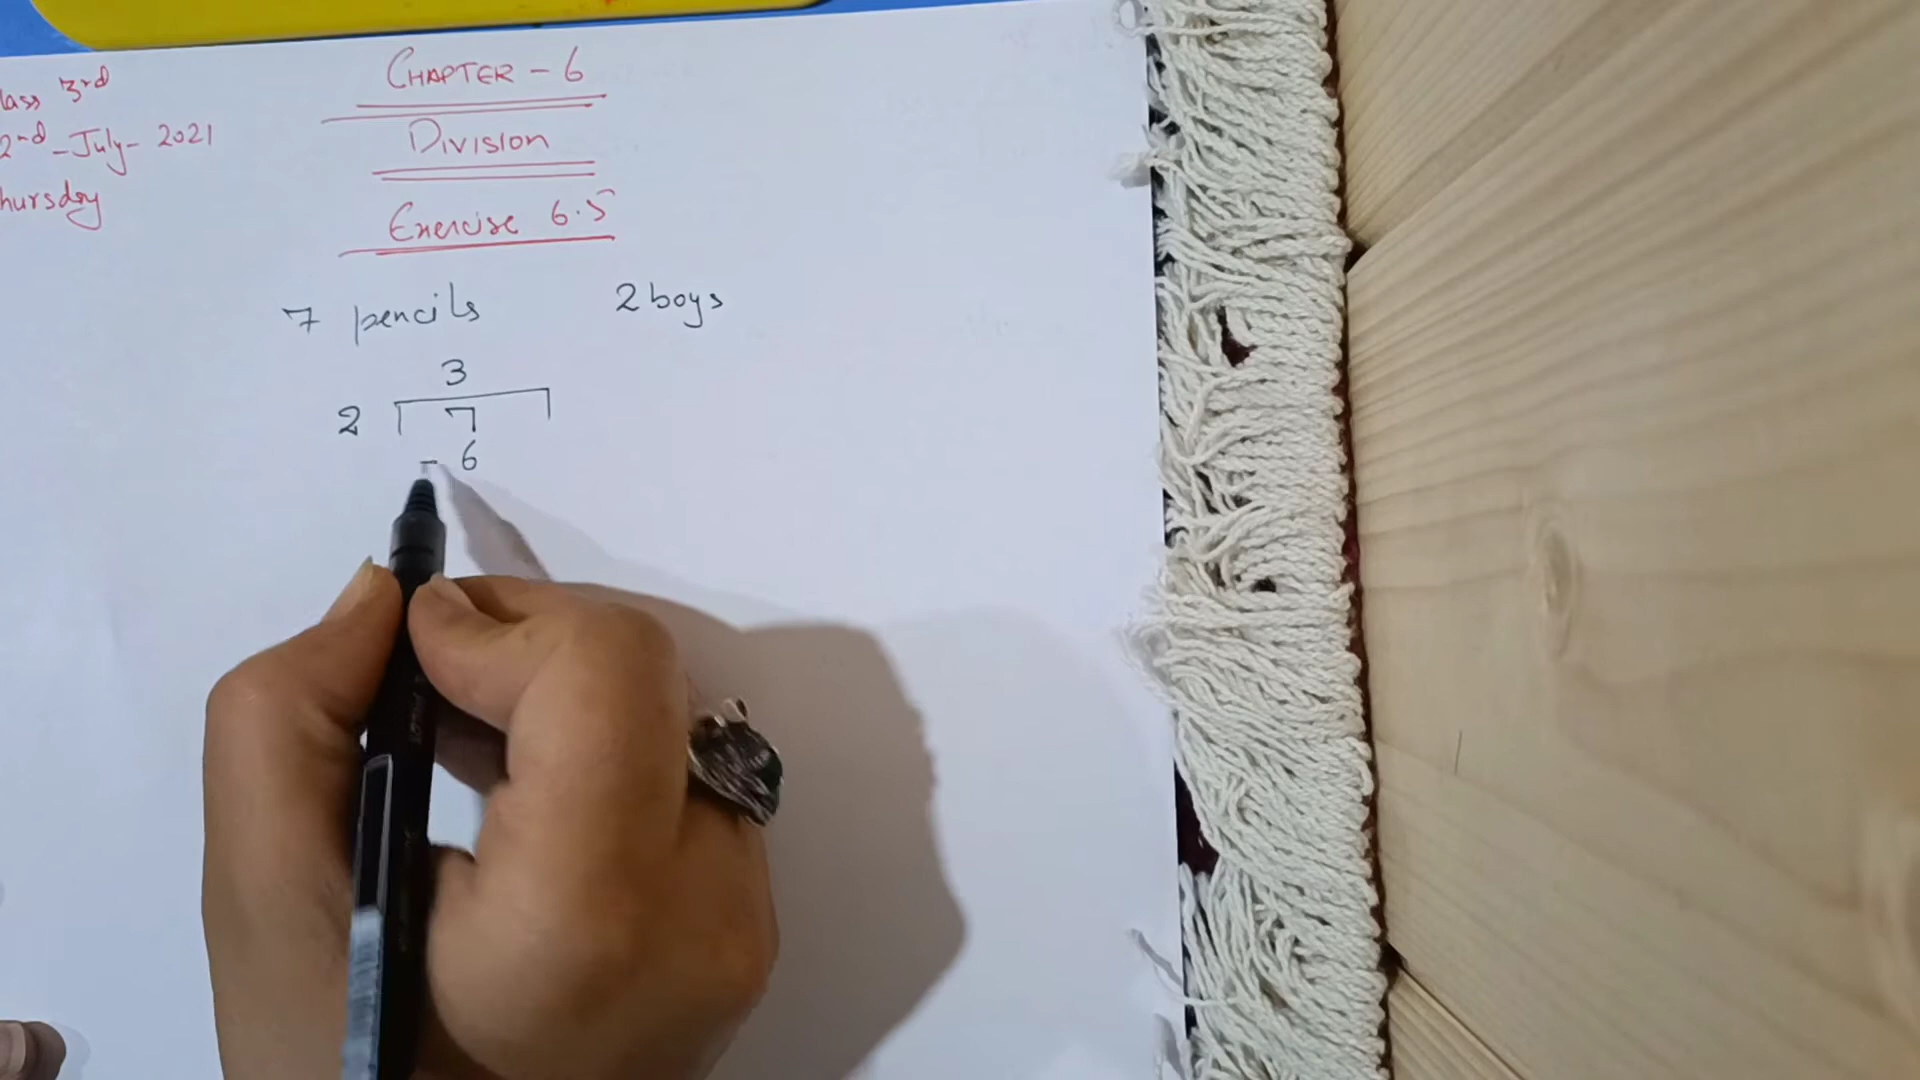 lass 3rd
2nd-July-2021
hursday
CHAPTER-6
Division
Exercise 6.5
7 pencils 2 boys
3
2 7
- 6